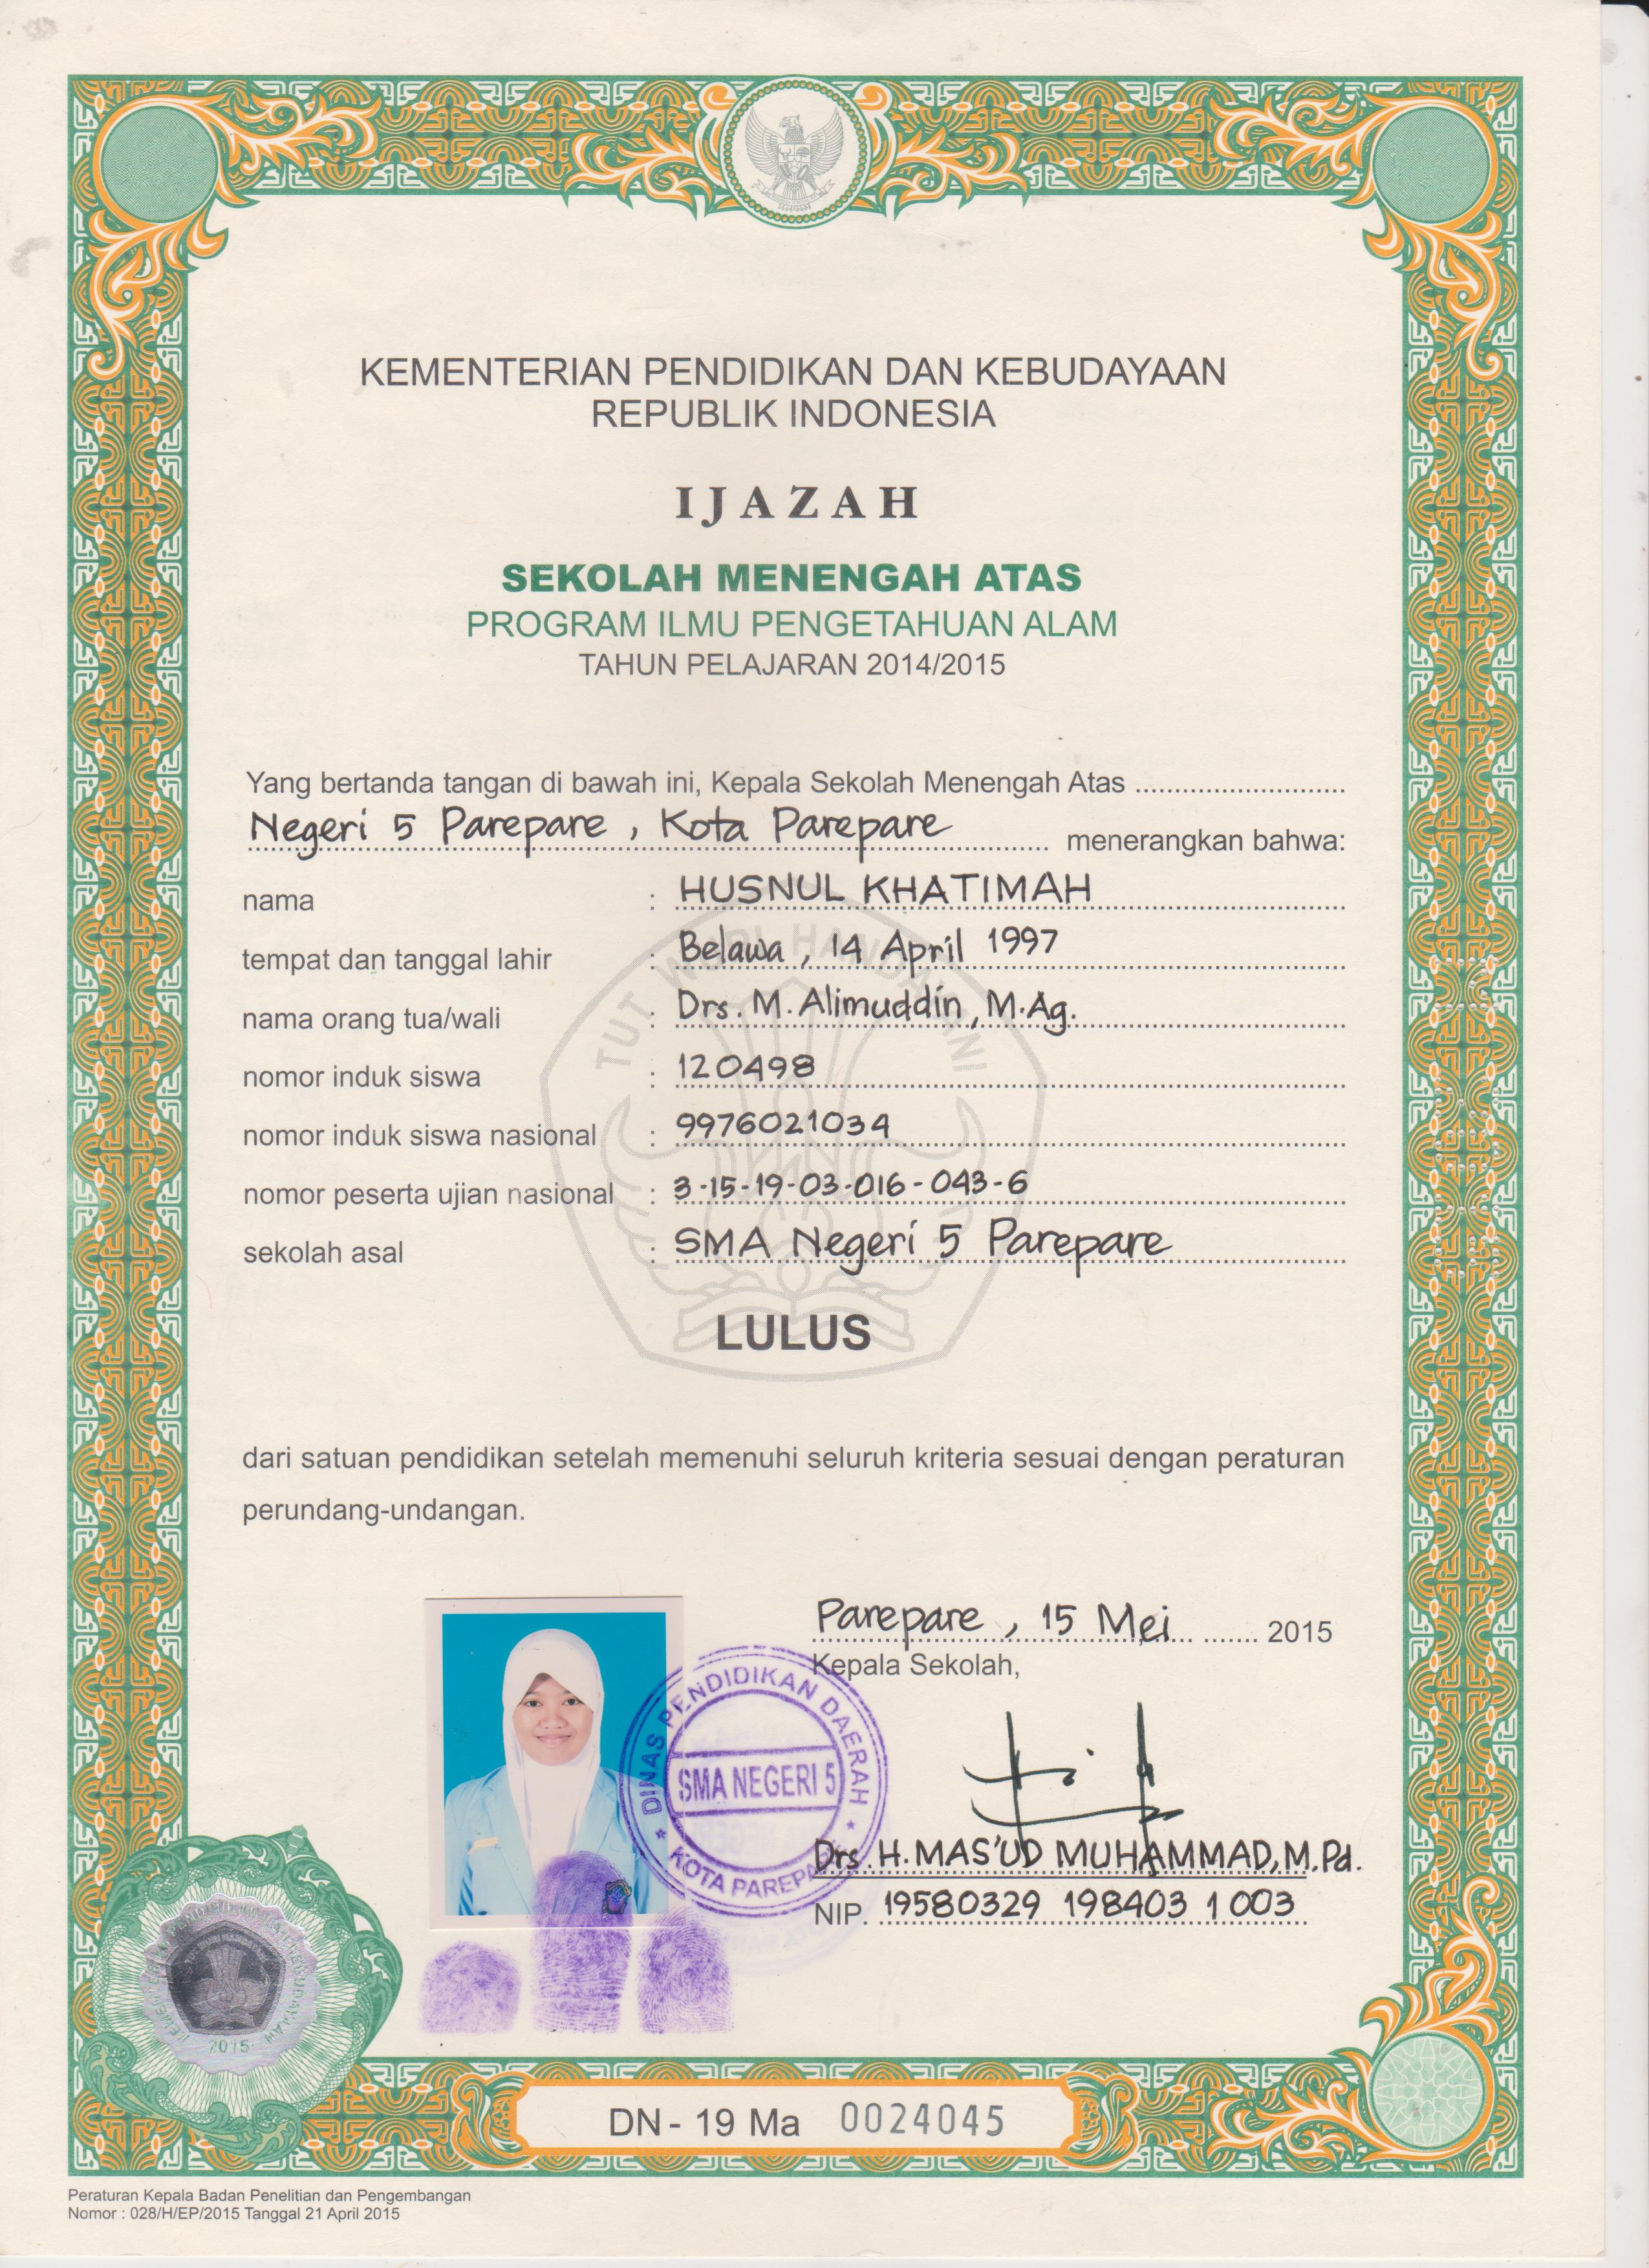 KEMENTERIAN PENDIDIKAN DAN KEBUDAYAAN
REPUBLIK INDONESIA
IJAZAH
SEKOLAH MENENGAH ATAS
PROGRAM ILMU PENGETAHUAN ALAM
TAHUN PELAJARAN 2014/2015
Yang bertanda tangan di bawah ini, Kepala Sekolah Menengah Atas
Negeri 5 Parepare, Kota Parepare menerangkan bahwa:
nama : HUSNUL KHATIMAH
tempat dan tanggal lahir : Belawa, 14 April 1997
nama orang tua/wali : Drs. M. Alimuddin, M.Ag.
nomor induk siswa : 120498
nomor induk siswa nasional : 9976021034
nomor peserta ujian nasional : 3-15-19-03-016-043-6
sekolah asal : SMA Negeri 5 Parepare
TUT WURI HANDAYANI
LULUS
dari satuan pendidikan setelah memenuhi seluruh kriteria sesuai dengan peraturan
perundang-undangan.
Parepare, 15 Mei 2015
Kepala Sekolah,
DINAS PENDIDIKAN DAERAH
SMA NEGERI 5
KOTA PAREPARE
Drs. H. MAS'UD MUHAMMAD, M.Pd.
NIP. 19580329 198403 1 003
2015
DN - 19 Ma 0024045
Peraturan Kepala Badan Penelitian dan Pengembangan
Nomor : 028/H/EP/2015 Tanggal 21 April 2015